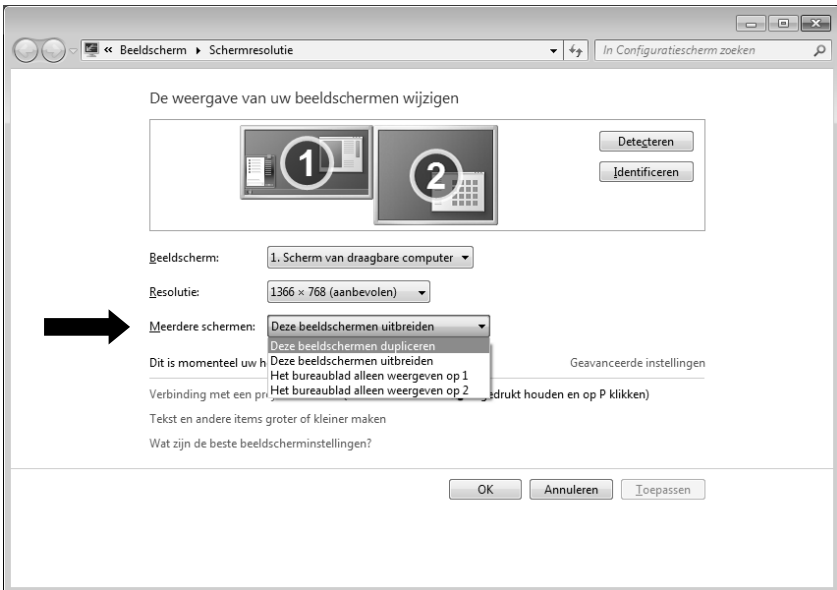 « Beeldscherm ▸ Schermresolutie
In Configuratiescherm zoeken
De weergave van uw beeldschermen wijzigen
1
2
Detecteren
Identificeren
Beeldscherm: 1. Scherm van draagbare computer
Resolutie: 1366 × 768 (aanbevolen)
Meerdere schermen: Deze beeldschermen uitbreiden
Deze beeldschermen dupliceren
Dit is momenteel uw h
Deze beeldschermen uitbreiden
Geavanceerde instellingen
Het bureaublad alleen weergeven op 1
Verbinding met een
Het bureaublad alleen weergeven op 2
drukt houden en op P klikken)
Tekst en andere items groter of kleiner maken
Wat zijn de beste beeldscherminstellingen?
OK Annuleren Toepassen